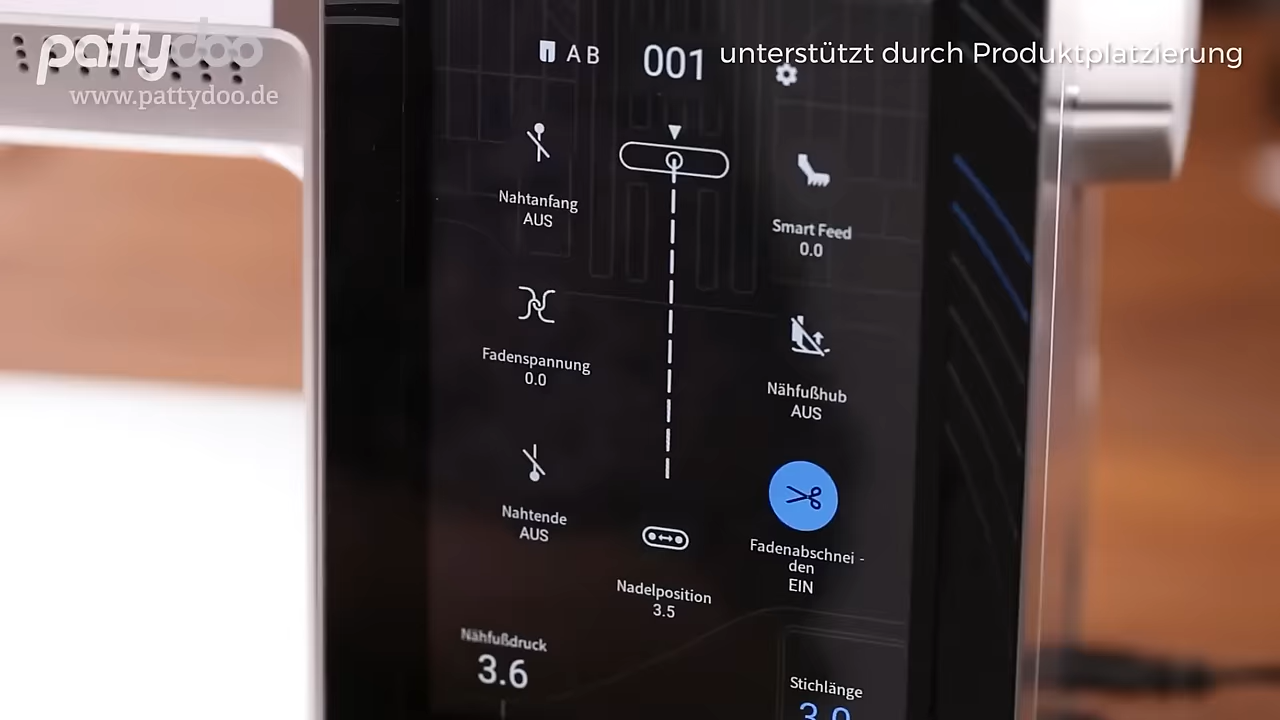 pattydoo
www.pattydoo.de
unterstützt durch Produktplatzierung
A B
001
Nahtanfang
AUS
Smart Feed
0.0
Fadenspannung
0.0
Nähfußhub
AUS
Nahtende
AUS
Fadenabschnei -
den
EIN
Nadelposition
3.5
Nähfußdruck
3.6
Stichlänge
3.0